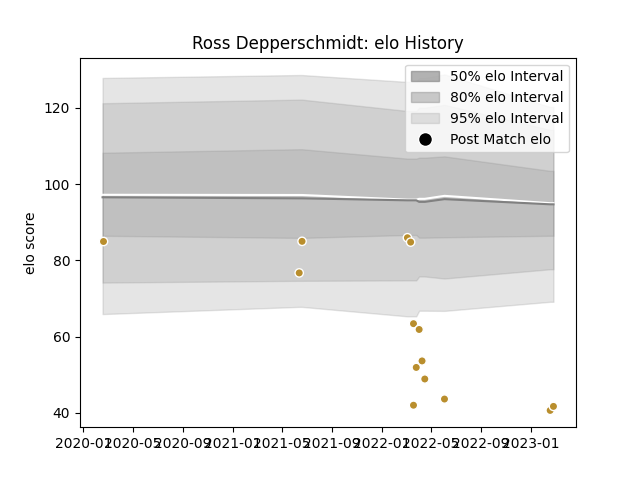 Ross Depperschmidt: elo History
50% elo Interval
80% elo Interval
95% elo Interval
Post Match elo
elo score
120
100
80
60
40
2020-01 2020-05 2020-09 2021-01 2021-05 2021-09 2022-01 2022-05 2022-09 2023-01